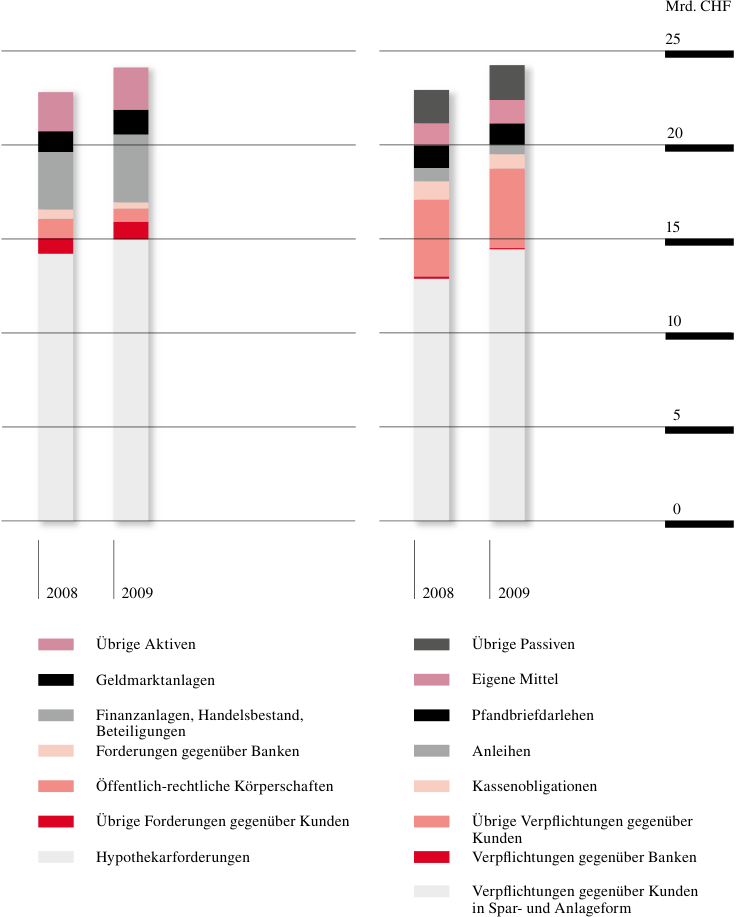 Mrd. CHF
25
20
15
10
5
0
2008
2009
2008
2009
Übrige Aktiven
Geldmarktanlagen
Finanzanlagen, Handelsbestand,
Beteiligungen
Forderungen gegenüber Banken
Öffentlich-rechtliche Körperschaften
Übrige Forderungen gegenüber Kunden
Hypothekarforderungen
Übrige Passiven
Eigene Mittel
Pfandbriefdarlehen
Anleihen
Kassenobligationen
Übrige Verpflichtungen gegenüber
Kunden
Verpflichtungen gegenüber Banken
Verpflichtungen gegenüber Kunden
in Spar- und Anlageform